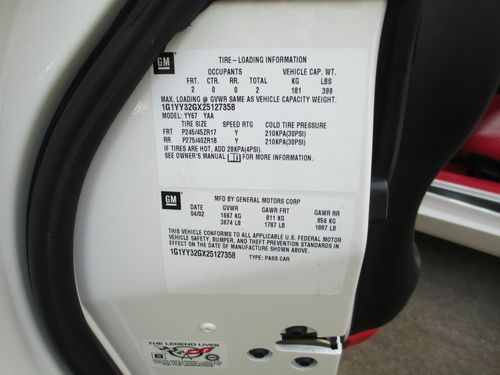 GM
TIRE-LOADING INFORMATION
OCCUPANTS VEHICLE CAP. WT.
FRT. CTR. RR. TOTAL KG LBS
2 0 0 2 181 399
MAX. LOADING @ GVWR SAME AS VEHICLE CAPACITY WEIGHT.
1G1YY32GX25127358
MODEL: YY67 YAA
TIRE SIZE SPEED RTG COLD TIRE PRESSURE
FRT P245/45ZR17 Y 210KPA(30PSI)
RR P275/40ZR18 Y 210KPA(30PSI)
IF TIRES ARE HOT, ADD 28KPA(4PSI).
SEE OWNER'S MANUAL FOR MORE INFORMATION.
GM
MFD BY GENERAL MOTORS CORP
DATE GVWR GAWR FRT GAWR RR
04/02 1667 KG 811 KG 856 KG
3674 LB 1787 LB 1887 LB
THIS VEHICLE CONFORMS TO ALL APPLICABLE U.S. FEDERAL MOTOR
VEHICLE SAFETY, BUMPER, AND THEFT PREVENTION STANDARDS IN
EFFECT ON THE DATE OF MANUFACTURE SHOWN ABOVE.
1G1YY32GX25127358
TYPE: PASS CAR
THE LEGEND LIVES